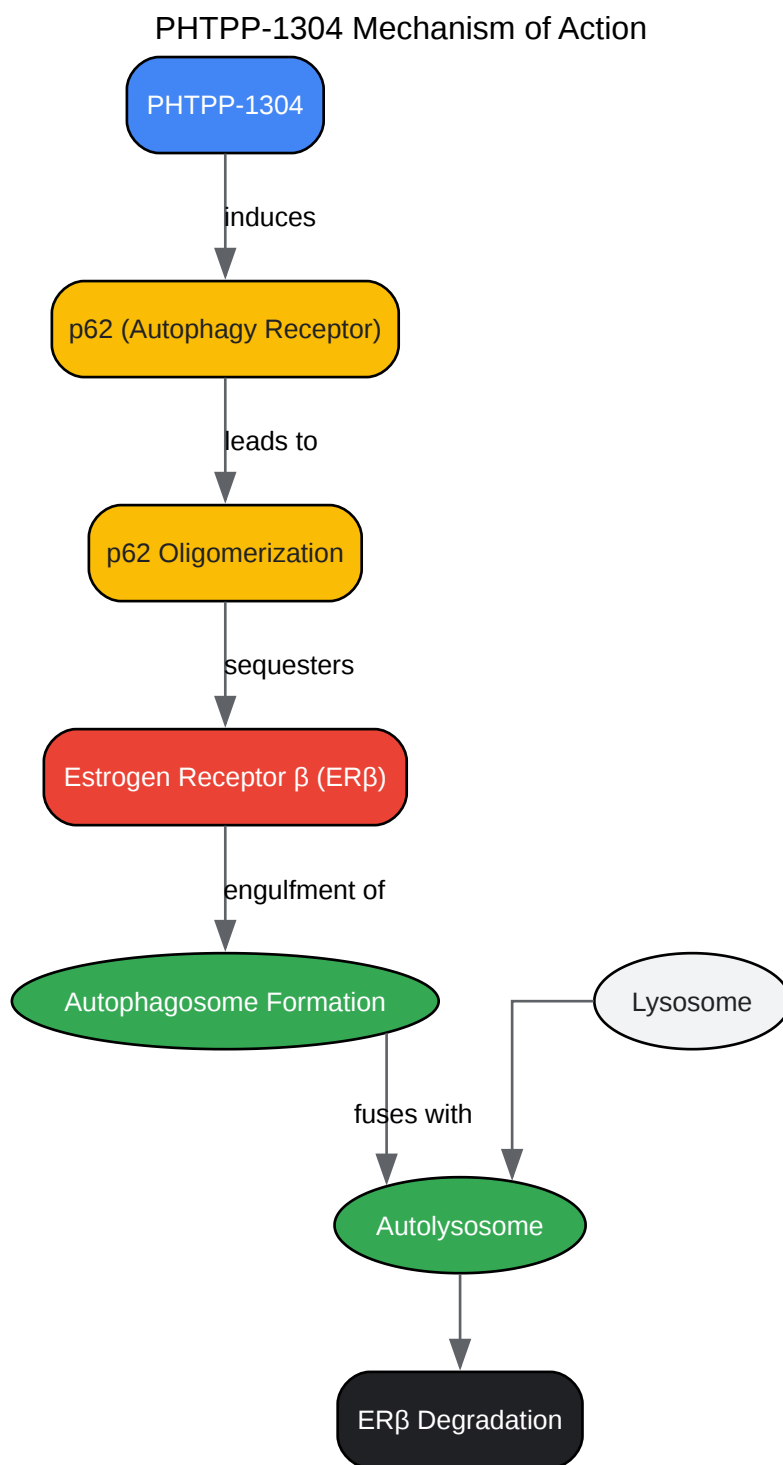 PHTPP-1304 Mechanism of Action
PHTPP-1304
induces
p62 (Autophagy Receptor)
leads to
p62 Oligomerization
sequesters
Estrogen Receptor β (ERβ)
engulfment of
Autophagosome Formation
Lysosome
fuses with
Autolysosome
ERβ Degradation